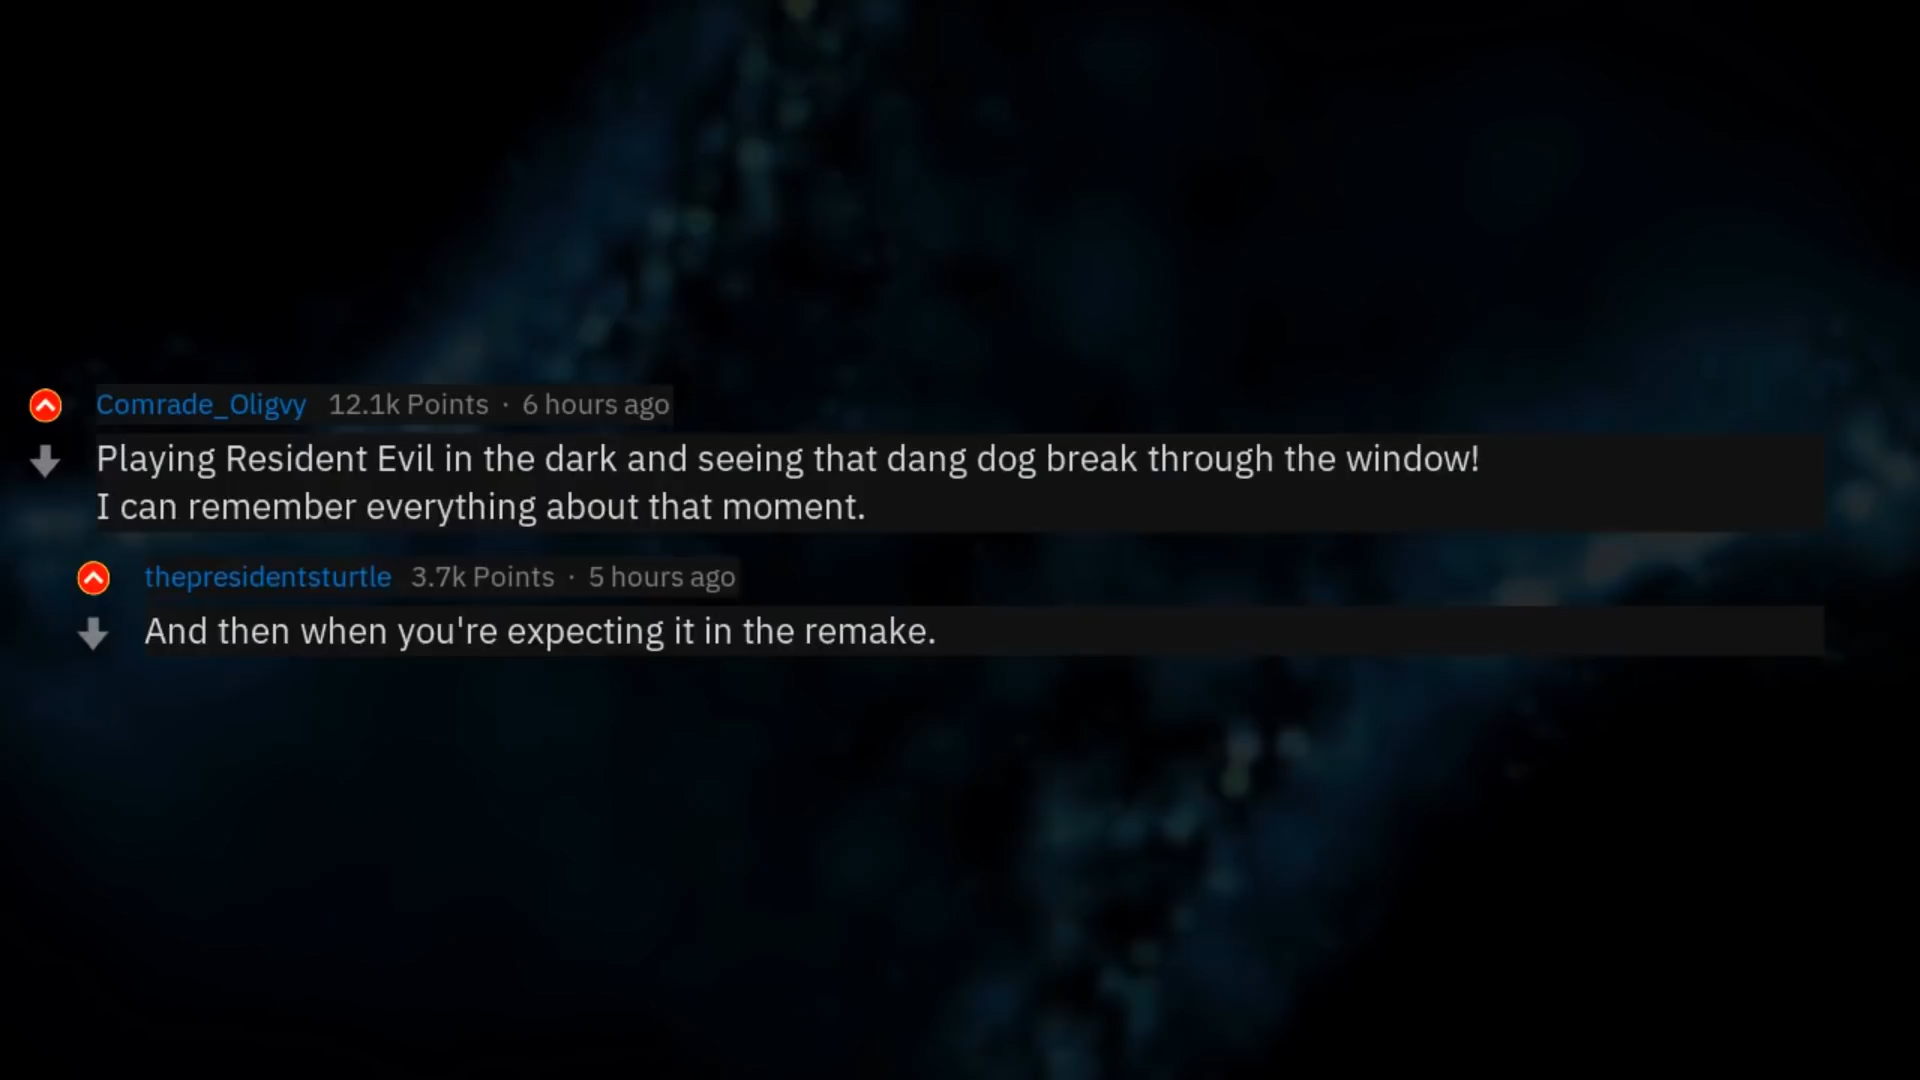 Comrade_Oligvy 12.1k Points · 6 hours ago
Playing Resident Evil in the dark and seeing that dang dog break through the window!
I can remember everything about that moment.
thepresidentsturtle 3.7k Points · 5 hours ago
And then when you're expecting it in the remake.